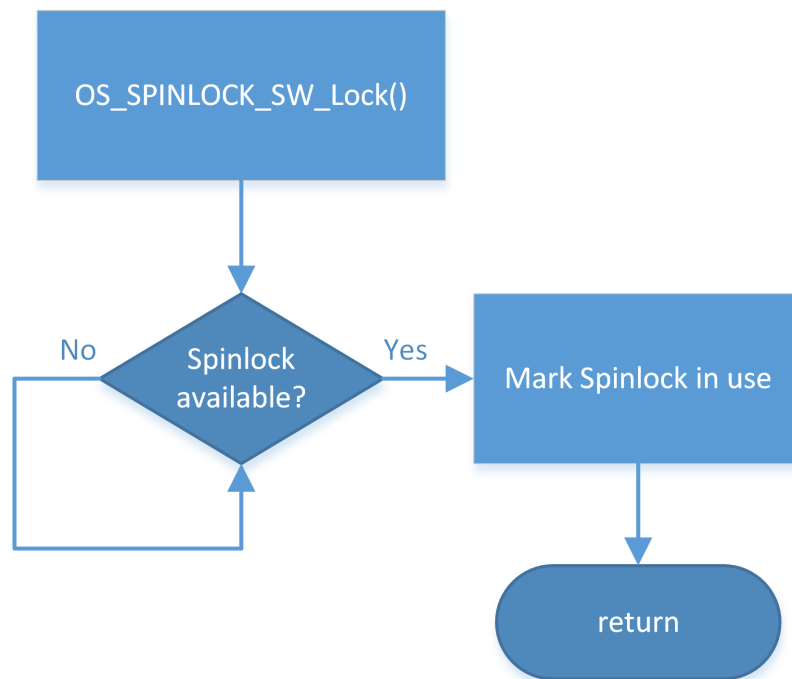 OS_SPINLOCK_SW_Lock()
No
Spinlock
available?
Yes
Mark Spinlock in use
return